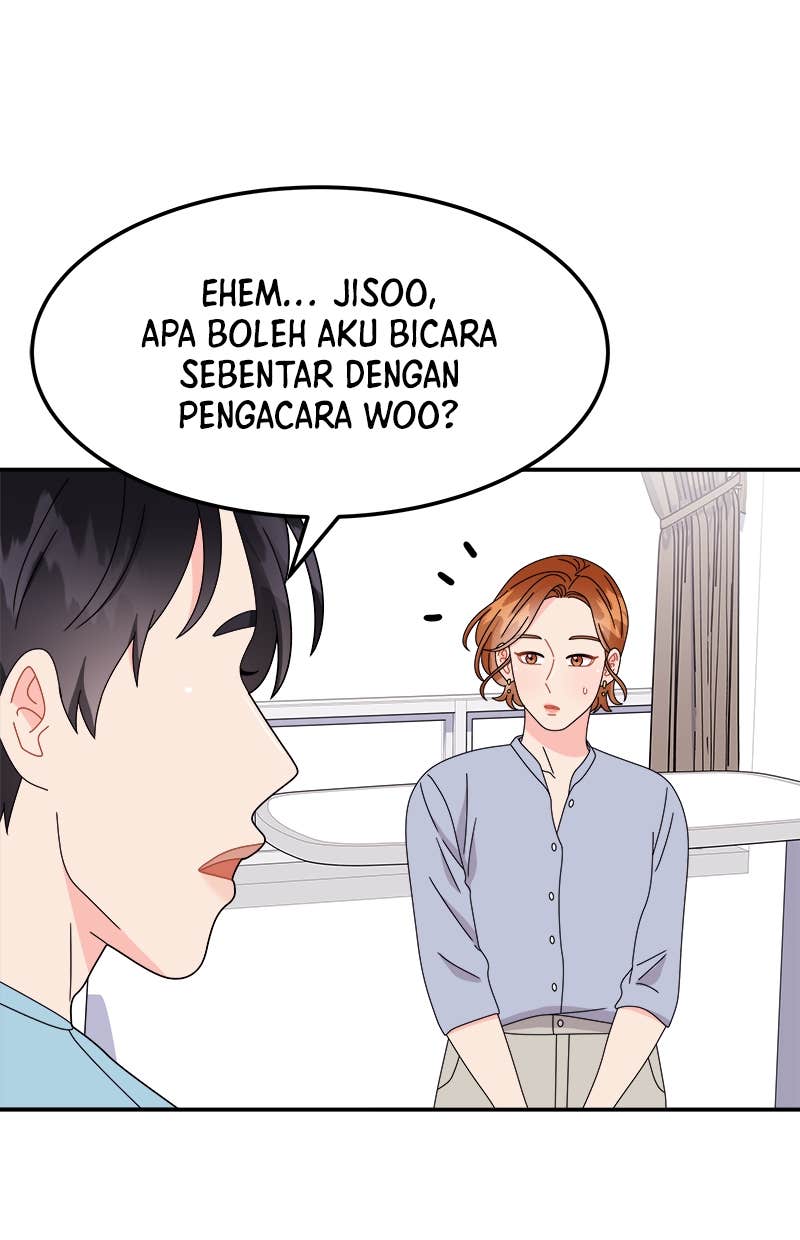 EHEM... JISOO,
APA BOLEH AKU BICARA
SEBENTAR DENGAN
PENGACARA WOO?